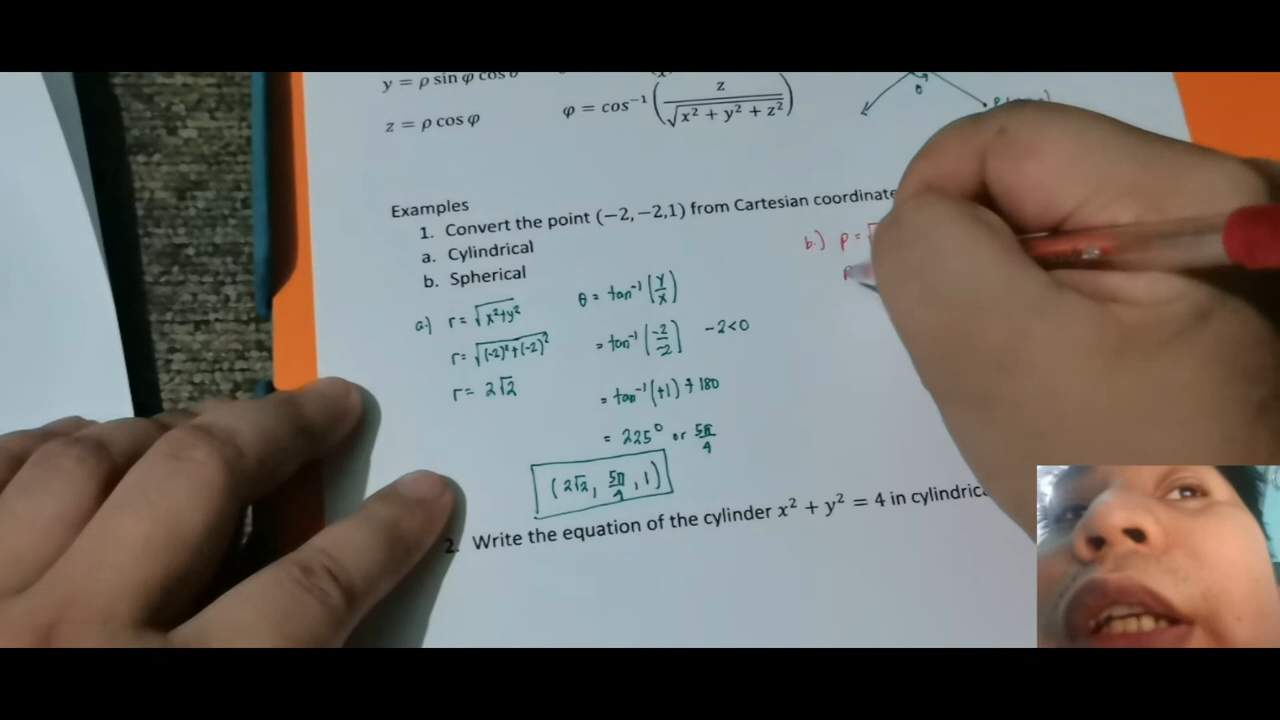 y = ρ sin φ cos θ
z = ρ cos φ
φ = cos⁻¹ (z / √(x² + y² + z²))
θ
Examples
1. Convert the point (−2, −2,1) from Cartesian coordinate
a. Cylindrical
b. Spherical
a.) r = √x²+y²
r = √(-2)²+(-2)²
r = 2√2
θ = tan⁻¹ (y/x)
= tan⁻¹ (-2/-2) -2<0
= tan⁻¹ (+1) + 180
= 225° or 5π/4
(2√2, 5π/4, 1)
b.) ρ = √
2. Write the equation of the cylinder x² + y² = 4 in